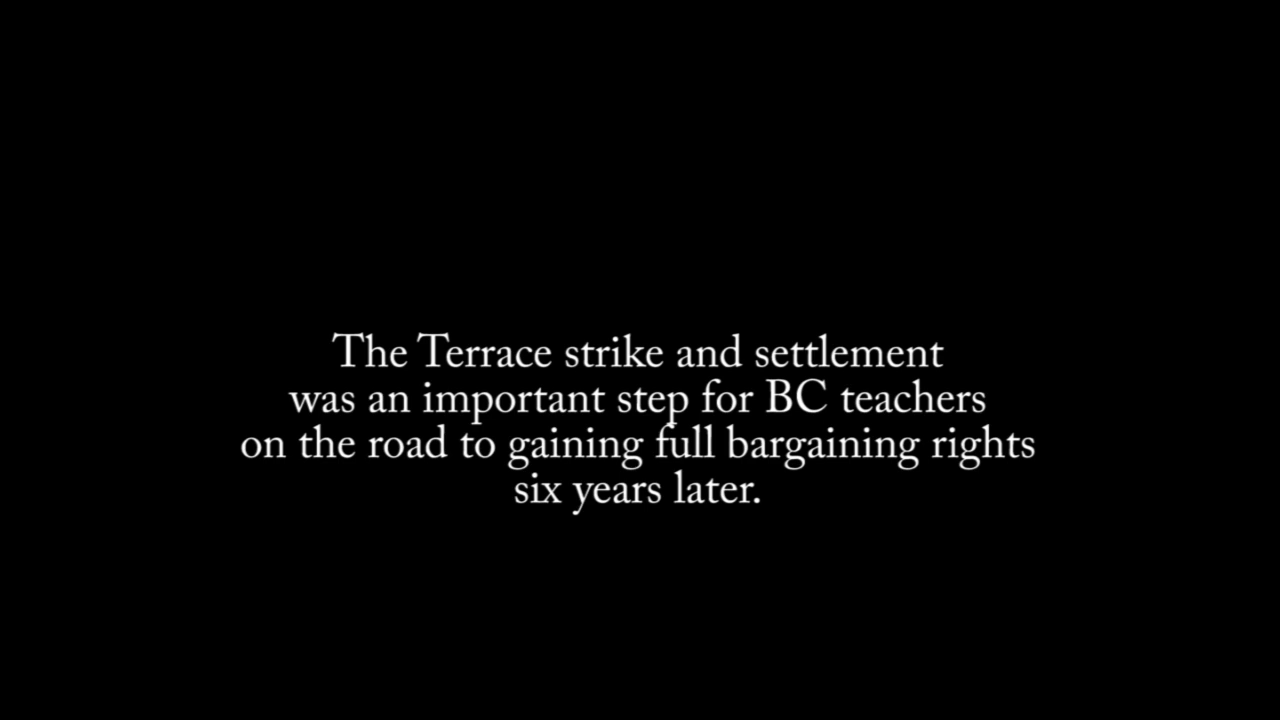 The Terrace strike and settlement
was an important step for BC teachers
on the road to gaining full bargaining rights
six years later.